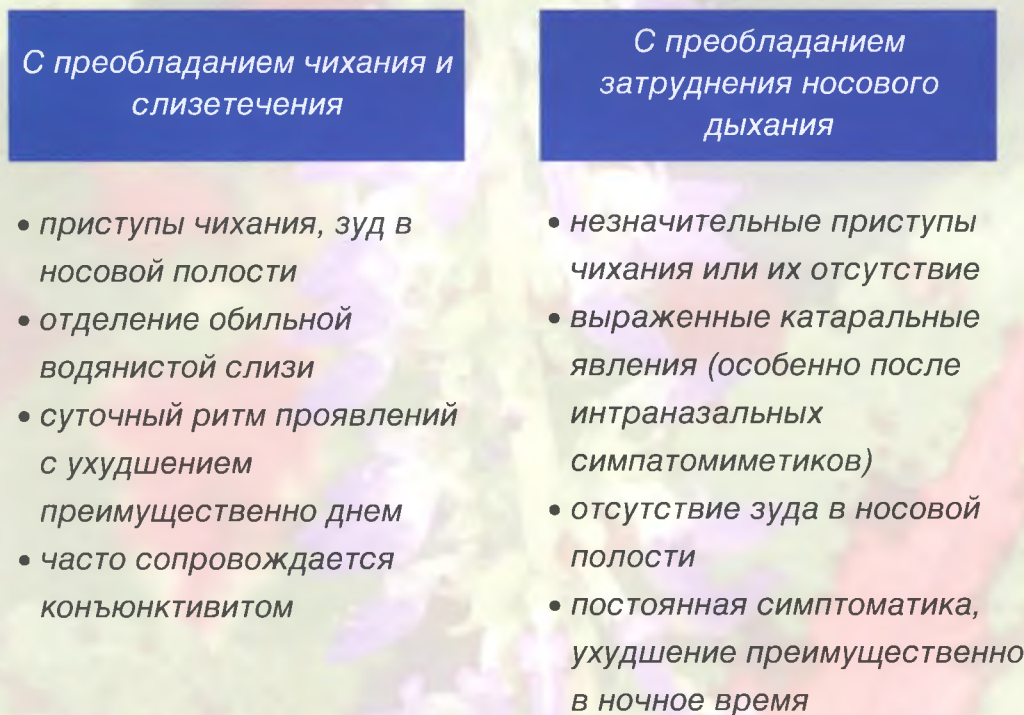 С преобладанием чихания и
слизетечения
• приступы чихания, зуд в
носовой полости
• отделение обильной
водянистой слизи
• суточный ритм проявлений
с ухудшением
преимущественно днем
• часто сопровождается
конъюнктивитом
С преобладанием
затруднения носового
дыхания
• незначительные приступы
чихания или их отсутствие
• выраженные катаральные
явления (особенно после
интраназальных
симпатомиметиков)
• отсутствие зуда в носовой
полости
• постоянная симптоматика,
ухудшение преимущественно
в ночное время